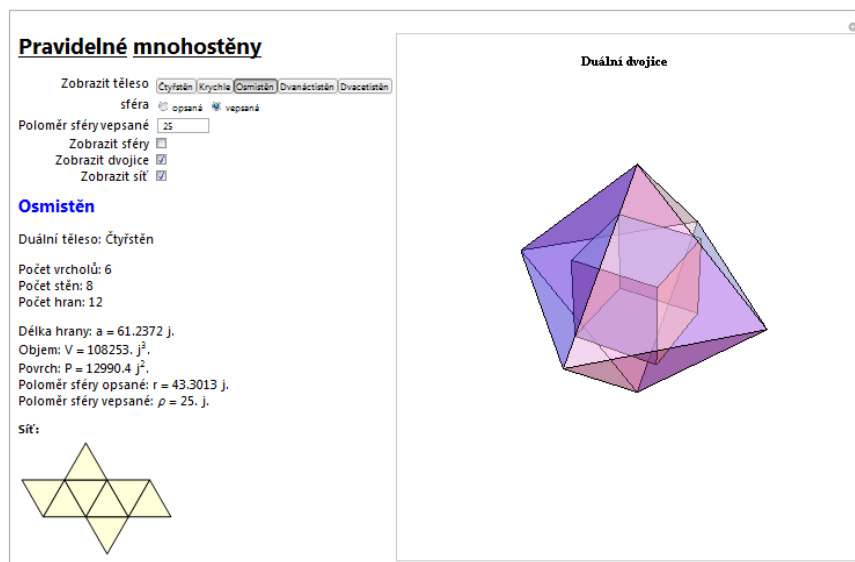 Pravidelné mnohostěny
Zobrazit těleso Čtyřstěn Krychle Osmistěn Dvanáctistěn Dvacetistěn
sféra opsaná vepsaná
Poloměr sféry vepsané 25
Zobrazit sféry
Zobrazit dvojice
Zobrazit síť
Osmistěn
Duální těleso: Čtyřstěn
Počet vrcholů: 6
Počet stěn: 8
Počet hran: 12
Délka hrany: a = 61.2372 j.
Objem: V = 108253. j³.
Povrch: P = 12990.4 j².
Poloměr sféry opsané: r = 43.3013 j.
Poloměr sféry vepsané: ρ = 25. j.
Síť:
Duální dvojice